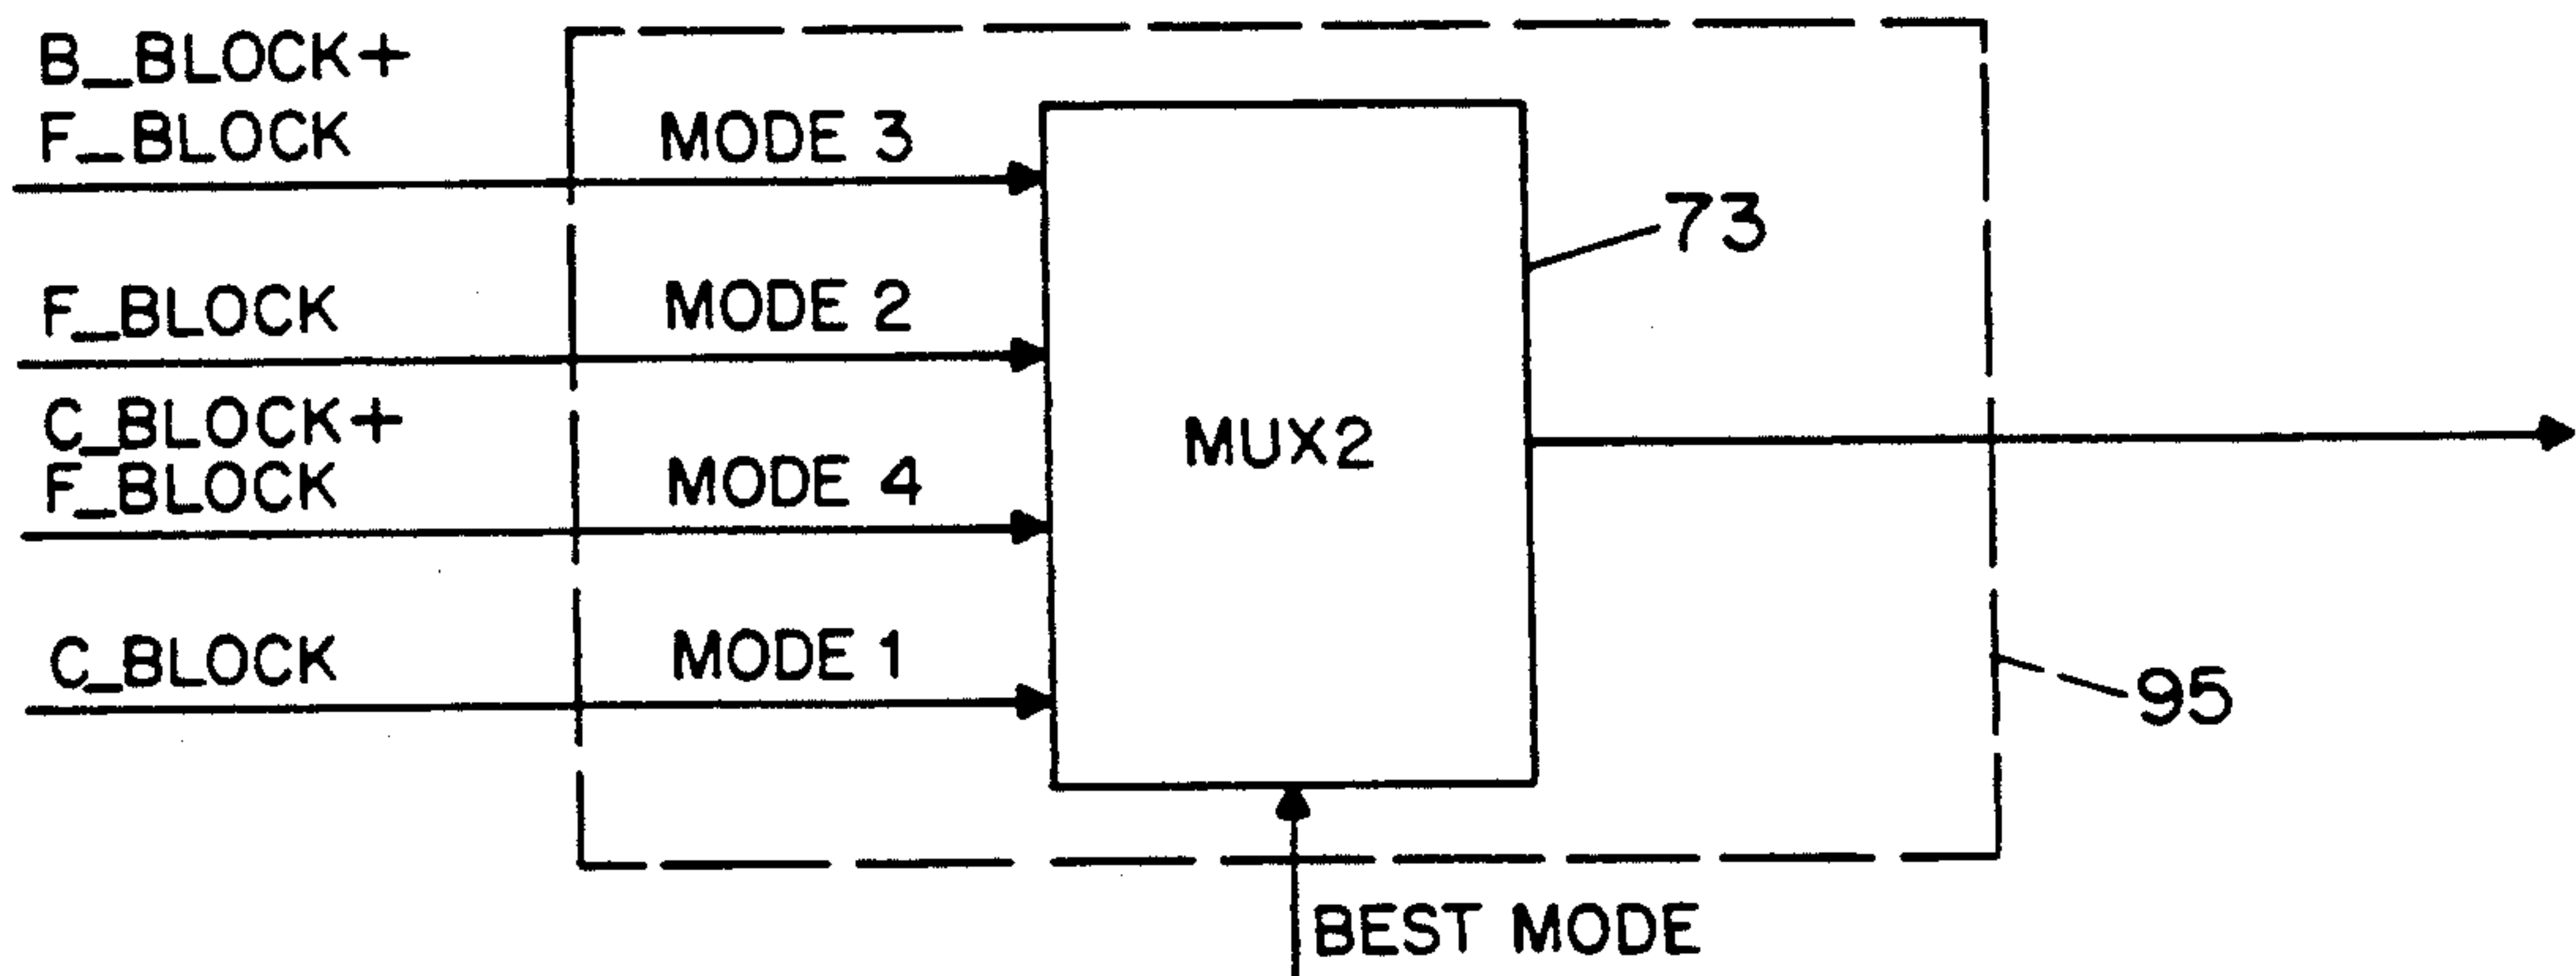 B_BLOCK+
F_BLOCK
MODE 3
73
F_BLOCK
MODE 2
C_BLOCK+
F_BLOCK
MODE 4
MUX2
C_BLOCK
MODE 1
95
BEST MODE